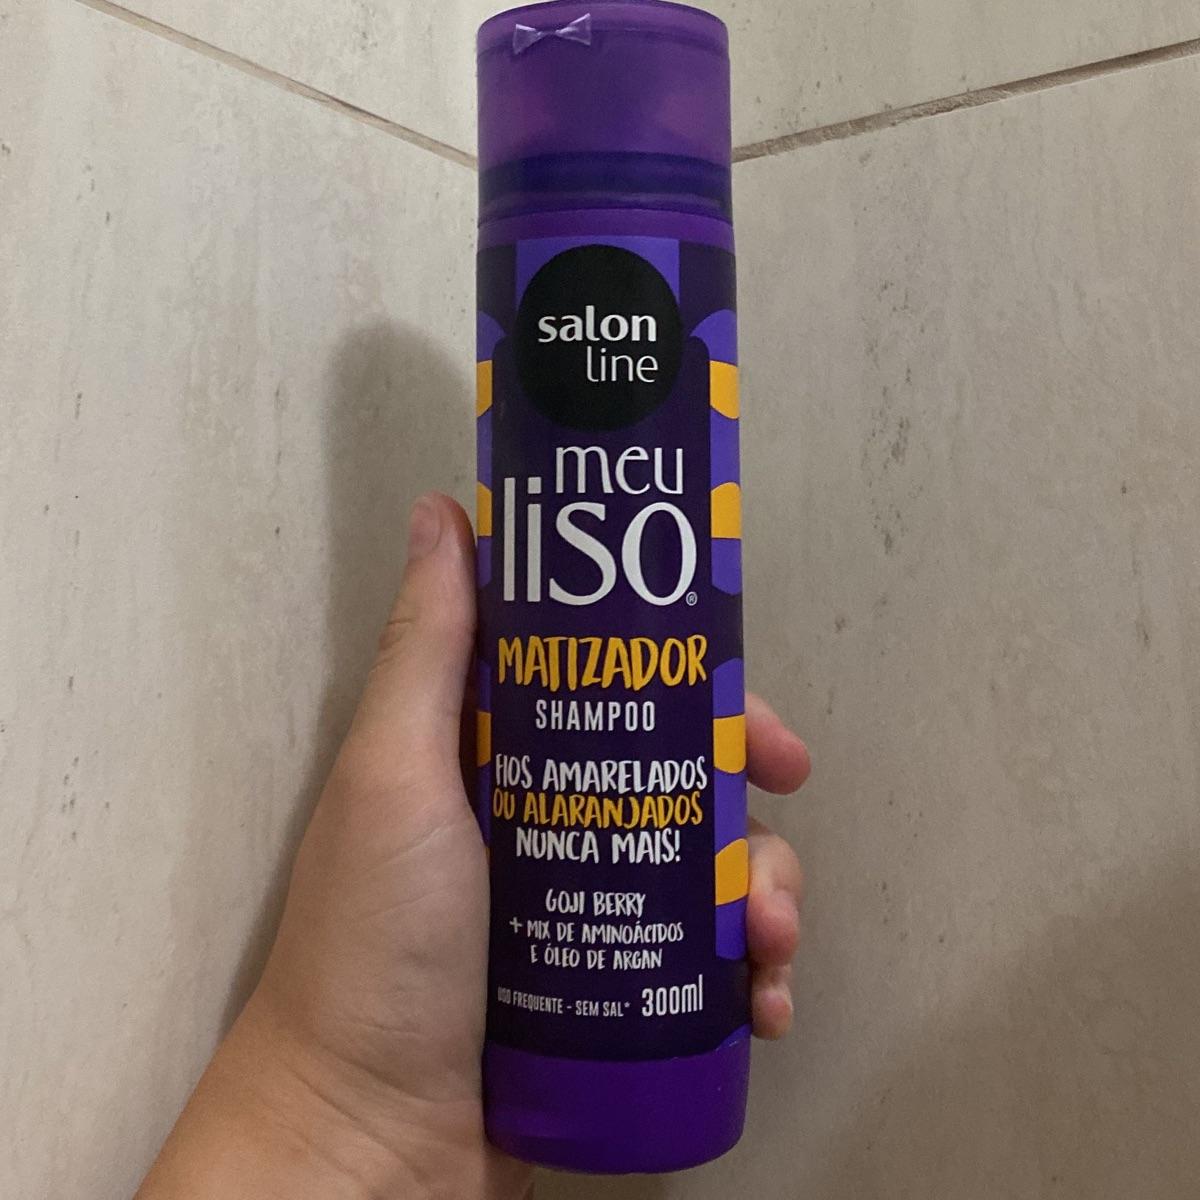 salon
line
meu
liso®
MATIZADOR
SHAMPOO
FIOS AMARELADOS
OU ALARANJADOS
NUNCA MAIS!
GOJI BERRY
+ MIX DE AMINOÁCIDOS
E ÓLEO DE ARGAN
USO FREQUENTE - SEM SAL* 300ml